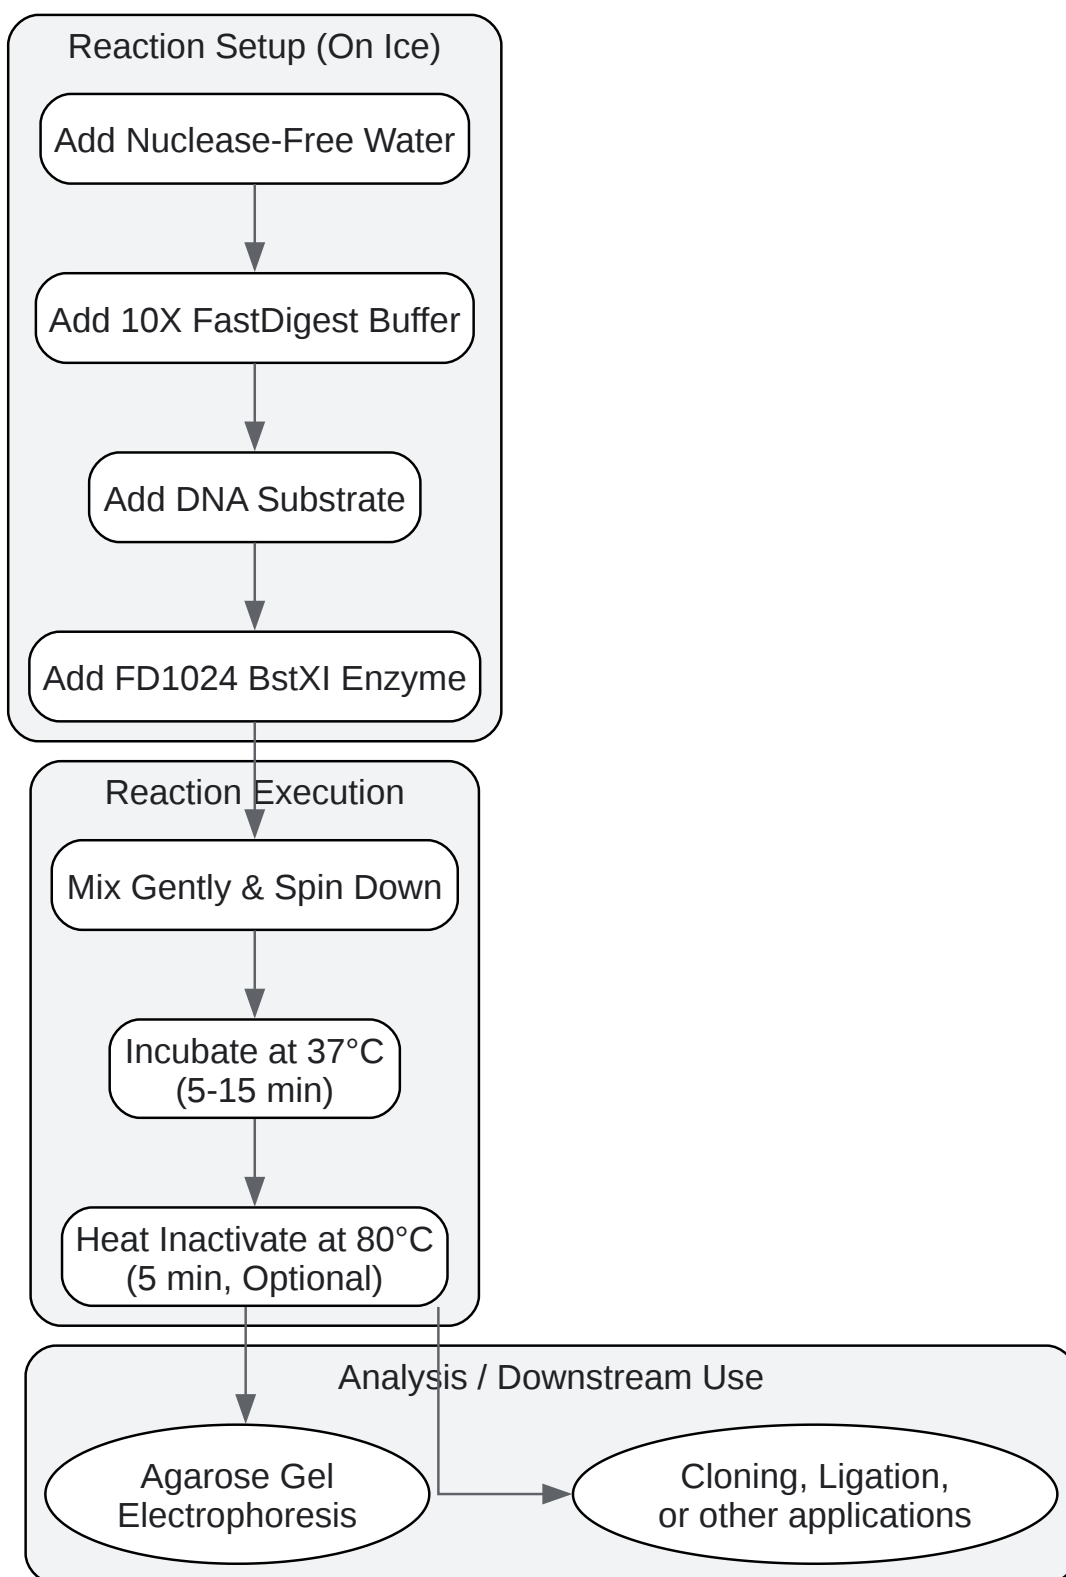 Reaction Setup (On Ice)
Add Nuclease-Free Water
Add 10X FastDigest Buffer
Add DNA Substrate
Add FD1024 BstXI Enzyme
Reaction Execution
Mix Gently & Spin Down
Incubate at 37°C
(5-15 min)
Heat Inactivate at 80°C
(5 min, Optional)
Analysis / Downstream Use
Agarose Gel
Electrophoresis
Cloning, Ligation,
or other applications